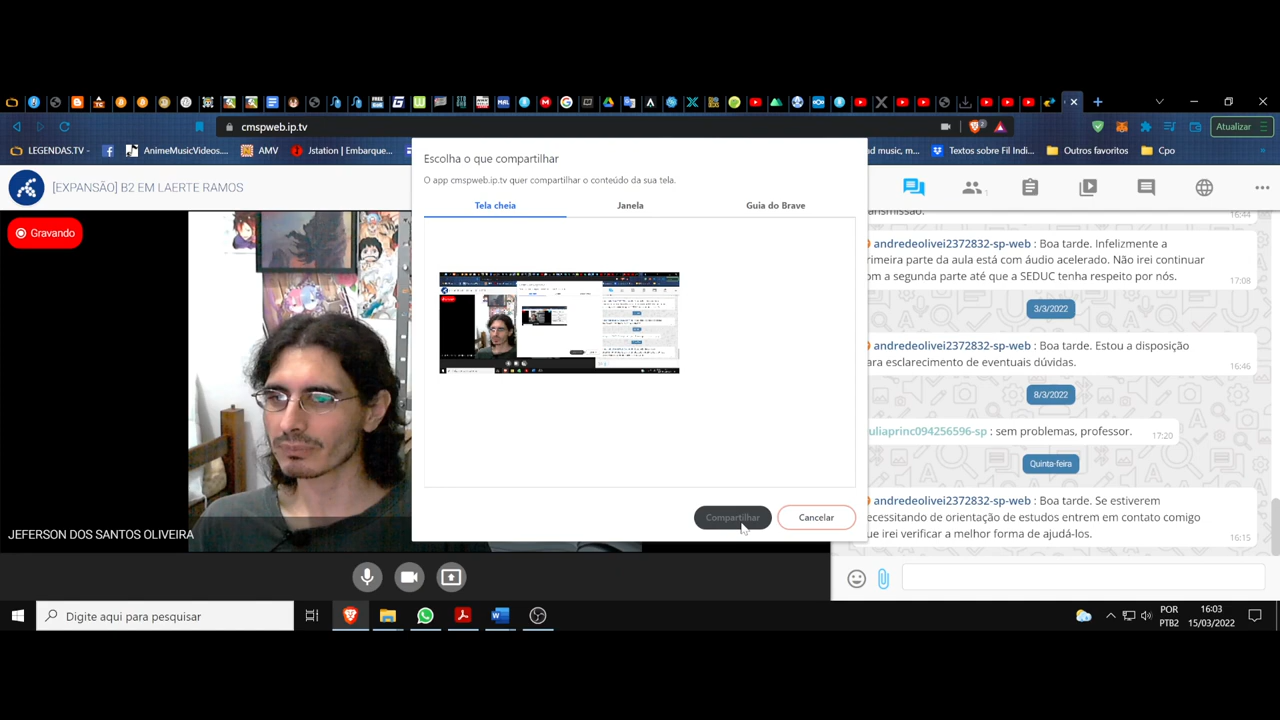 cmspweb.ip.tv
Atualizar
LEGENDAS.TV
AnimeMusicVideos....
AMV
Jstation | Embarque...
ad music, m...
Textos sobre Fil Indi...
Outros favoritos
Cpo
[EXPANSÃO] B2 EM LAERTE RAMOS
Gravando
JEFERSON DOS SANTOS OLIVEIRA
Escolha o que compartilhar
O app cmspweb.ip.tv quer compartilhar o conteúdo da sua tela.
Tela cheia
Janela
Guia do Brave
Compartilhar
Cancelar
1
ansmissão.
16:44
andredeolivei2372832-sp-web : Boa tarde. Infelizmente a
rimeira parte da aula está com áudio acelerado. Não irei continuar
om a segunda parte até que a SEDUC tenha respeito por nós.
17:08
3/3/2022
andredeolivei2372832-sp-web : Boa tarde. Estou a disposição
ara esclarecimento de eventuais dúvidas.
16:46
8/3/2022
uliaprinc094256596-sp : sem problemas, professor.
17:20
Quinta-feira
andredeolivei2372832-sp-web : Boa tarde. Se estiverem
ecessitando de orientação de estudos entrem em contato comigo
que irei verificar a melhor forma de ajudá-los.
16:15
Digite aqui para pesquisar
POR
PTB2
16:03
15/03/2022